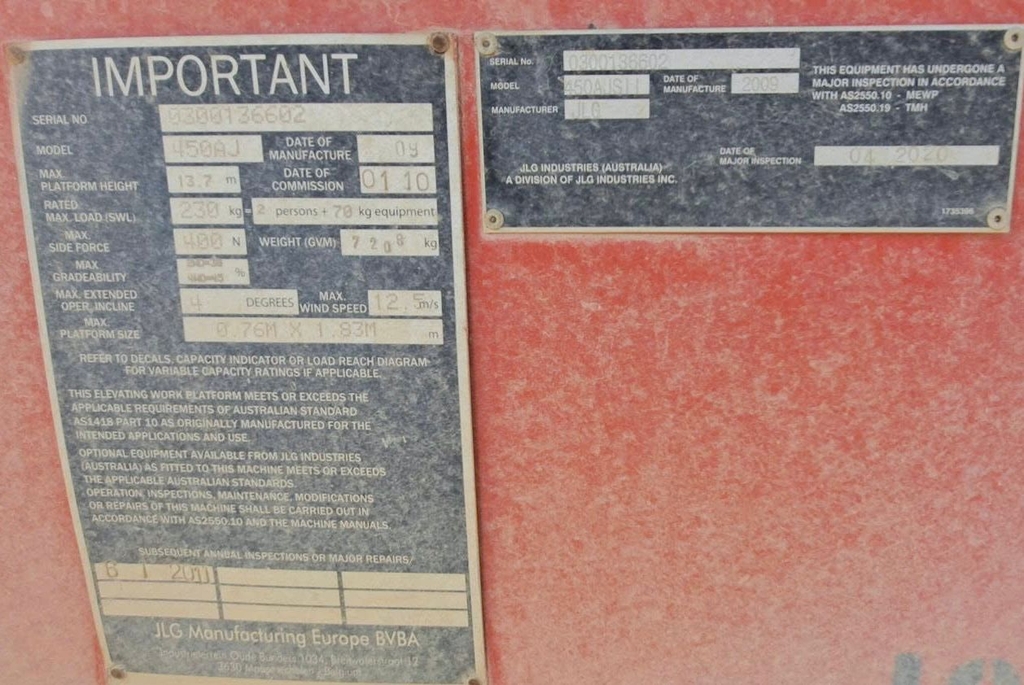 IMPORTANT
SERIAL NO 0300136602
MODEL 450AJ DATE OF MANUFACTURE 09
MAX. PLATFORM HEIGHT 13.7 m DATE OF COMMISSION 01 10
RATED MAX. LOAD (SWL) 230 kg = 2 persons + 70 kg equipment
MAX. SIDE FORCE 400 N WEIGHT (GVM) 7208 kg
MAX. GRADEABILITY %
MAX. EXTENDED OPER. INCLINE 4 DEGREES MAX. WIND SPEED 12.5 m/s
MAX. PLATFORM SIZE 0.76M X 1.83M m
REFER TO DECALS, CAPACITY INDICATOR OR LOAD REACH DIAGRAM
FOR VARIABLE CAPACITY RATINGS IF APPLICABLE.
THIS ELEVATING WORK PLATFORM MEETS OR EXCEEDS THE
APPLICABLE REQUIREMENTS OF AUSTRALIAN STANDARD
AS1418 PART 10 AS ORIGINALLY MANUFACTURED FOR THE
INTENDED APPLICATIONS AND USE.
OPTIONAL EQUIPMENT AVAILABLE FROM JLG INDUSTRIES
(AUSTRALIA) AS FITTED TO THIS MACHINE MEETS OR EXCEEDS
THE APPLICABLE AUSTRALIAN STANDARDS.
OPERATION, INSPECTIONS, MAINTENANCE, MODIFICATIONS
OR REPAIRS OF THIS MACHINE SHALL BE CARRIED OUT IN
ACCORDANCE WITH AS2550.10 AND THE MACHINE MANUALS.
SUBSEQUENT ANNUAL INSPECTIONS OR MAJOR REPAIRS/
6 1 2011
JLG Manufacturing Europe BVBA
Oude 1034,
3630 Belgium
SERIAL No. 0300136602
MODEL 450AJSII DATE OF MANUFACTURE 2009
MANUFACTURER JLG
THIS EQUIPMENT HAS UNDERGONE A
MAJOR INSPECTION IN ACCORDANCE
WITH AS2550.10 - MEWP
AS2550.19 - TMH
DATE OF MAJOR INSPECTION 04 2020
JLG INDUSTRIES (AUSTRALIA)
A DIVISION OF JLG INDUSTRIES INC.